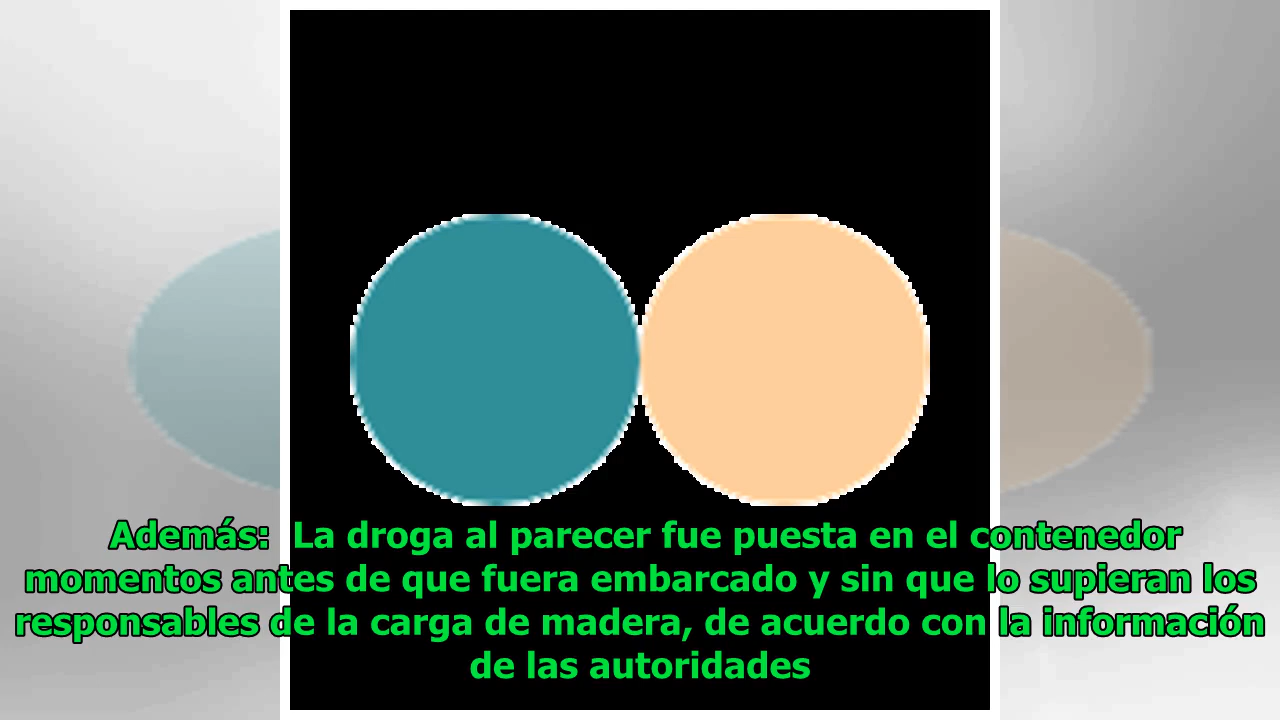 Además:  La droga al parecer fue puesta en el contenedor
momentos antes de que fuera embarcado y sin que lo supieran los
responsables de la carga de madera, de acuerdo con la información
de las autoridades